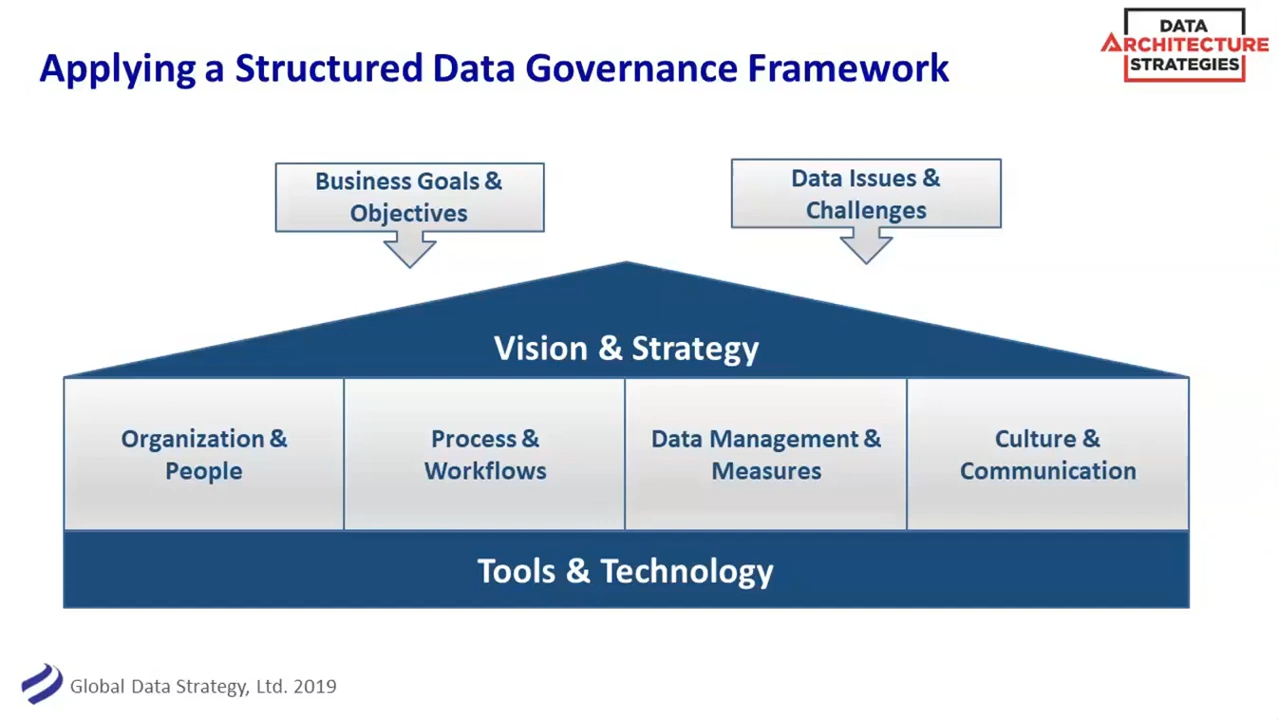 Applying a Structured Data Governance Framework
DATA
ARCHITECTURE
STRATEGIES
Business Goals &
Objectives
Data Issues &
Challenges
Vision & Strategy
Organization &
People
Process &
Workflows
Data Management &
Measures
Culture &
Communication
Tools & Technology
Global Data Strategy, Ltd. 2019